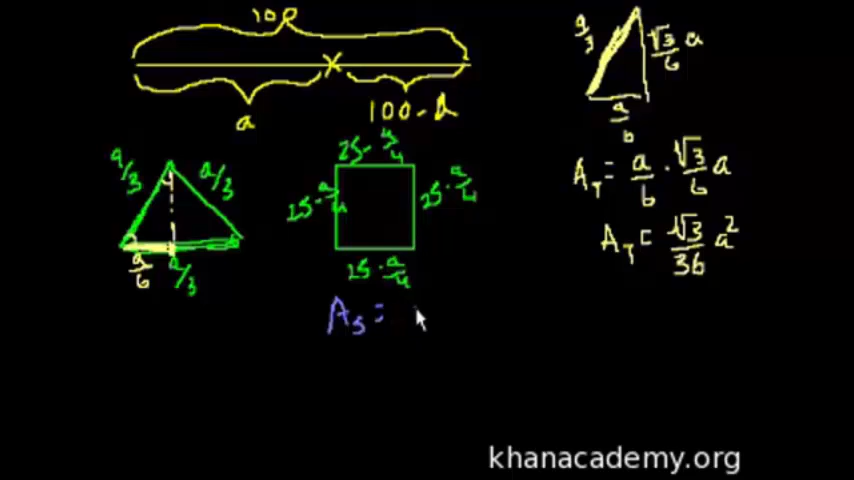 100
a
100 - a
a/3
√3/6 a
a/6
a/3
a/3
a/6
a/3
25 - a/4
25 - a/4
25 - a/4
25 - a/4
A_T = a/6 · √3/6 a
A_T = √3/36 a²
A_S =
khanacademy.org